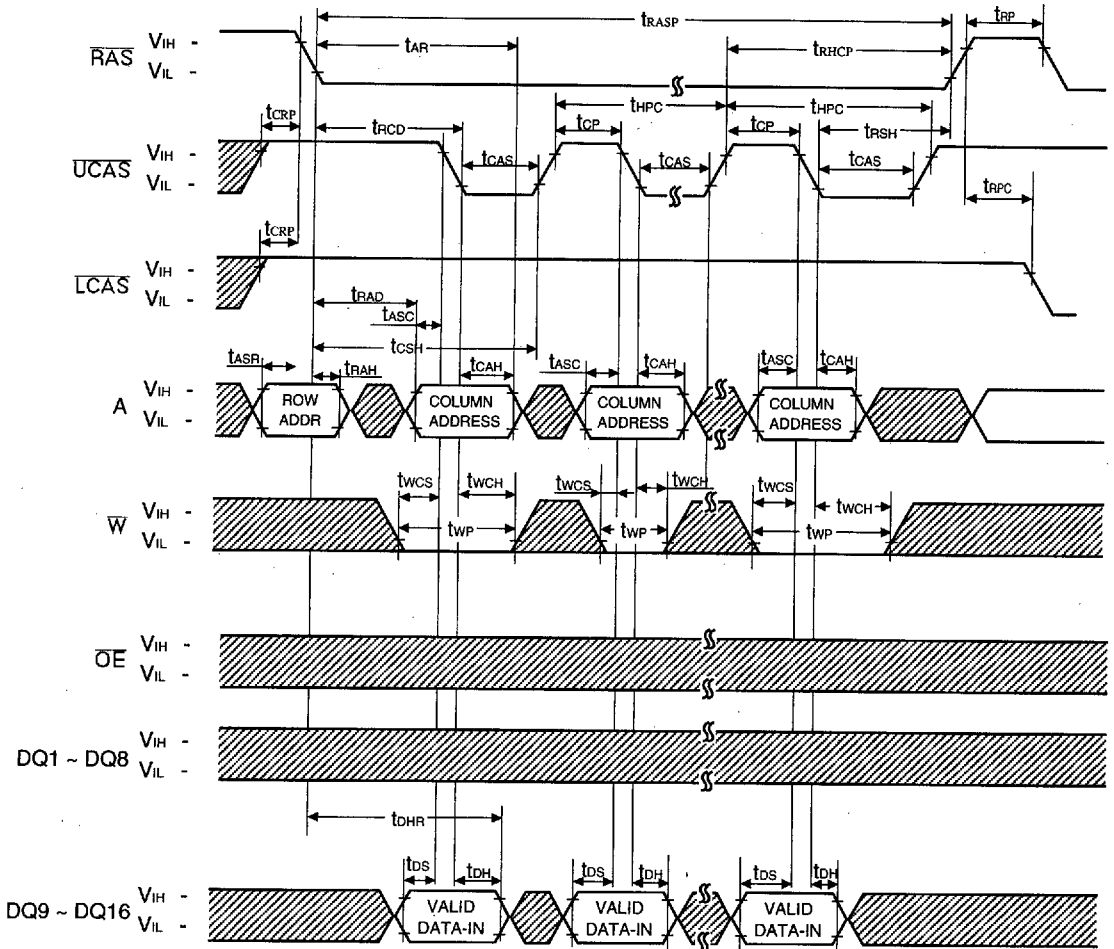 tRASP
tRP
tAR
tRHCP
RAS
VIH -
VIL -
tCRP
tRCD
tHPC
tHPC
tCP
tCP
tRSH
UCAS
VIH -
VIL -
tCAS
tCAS
tCAS
tRPC
tCRP
LCAS
VIH -
VIL -
tRAD
tASC
tCSH
tASR
tRAH
tCAH
tASC
tCAH
tASC
tCAH
A
VIH -
VIL -
ROW ADDR
COLUMN ADDRESS
COLUMN ADDRESS
COLUMN ADDRESS
tWCS
tWCH
tWCS
tWCH
tWCS
tWCH
W
VIH -
VIL -
tWP
tWP
tWP
OE
VIH -
VIL -
DQ1 ~ DQ8
VIH -
VIL -
tDHR
tDS
tDH
tDS
tDH
tDS
tDH
DQ9 ~ DQ16
VIH -
VIL -
VALID DATA-IN
VALID DATA-IN
VALID DATA-IN